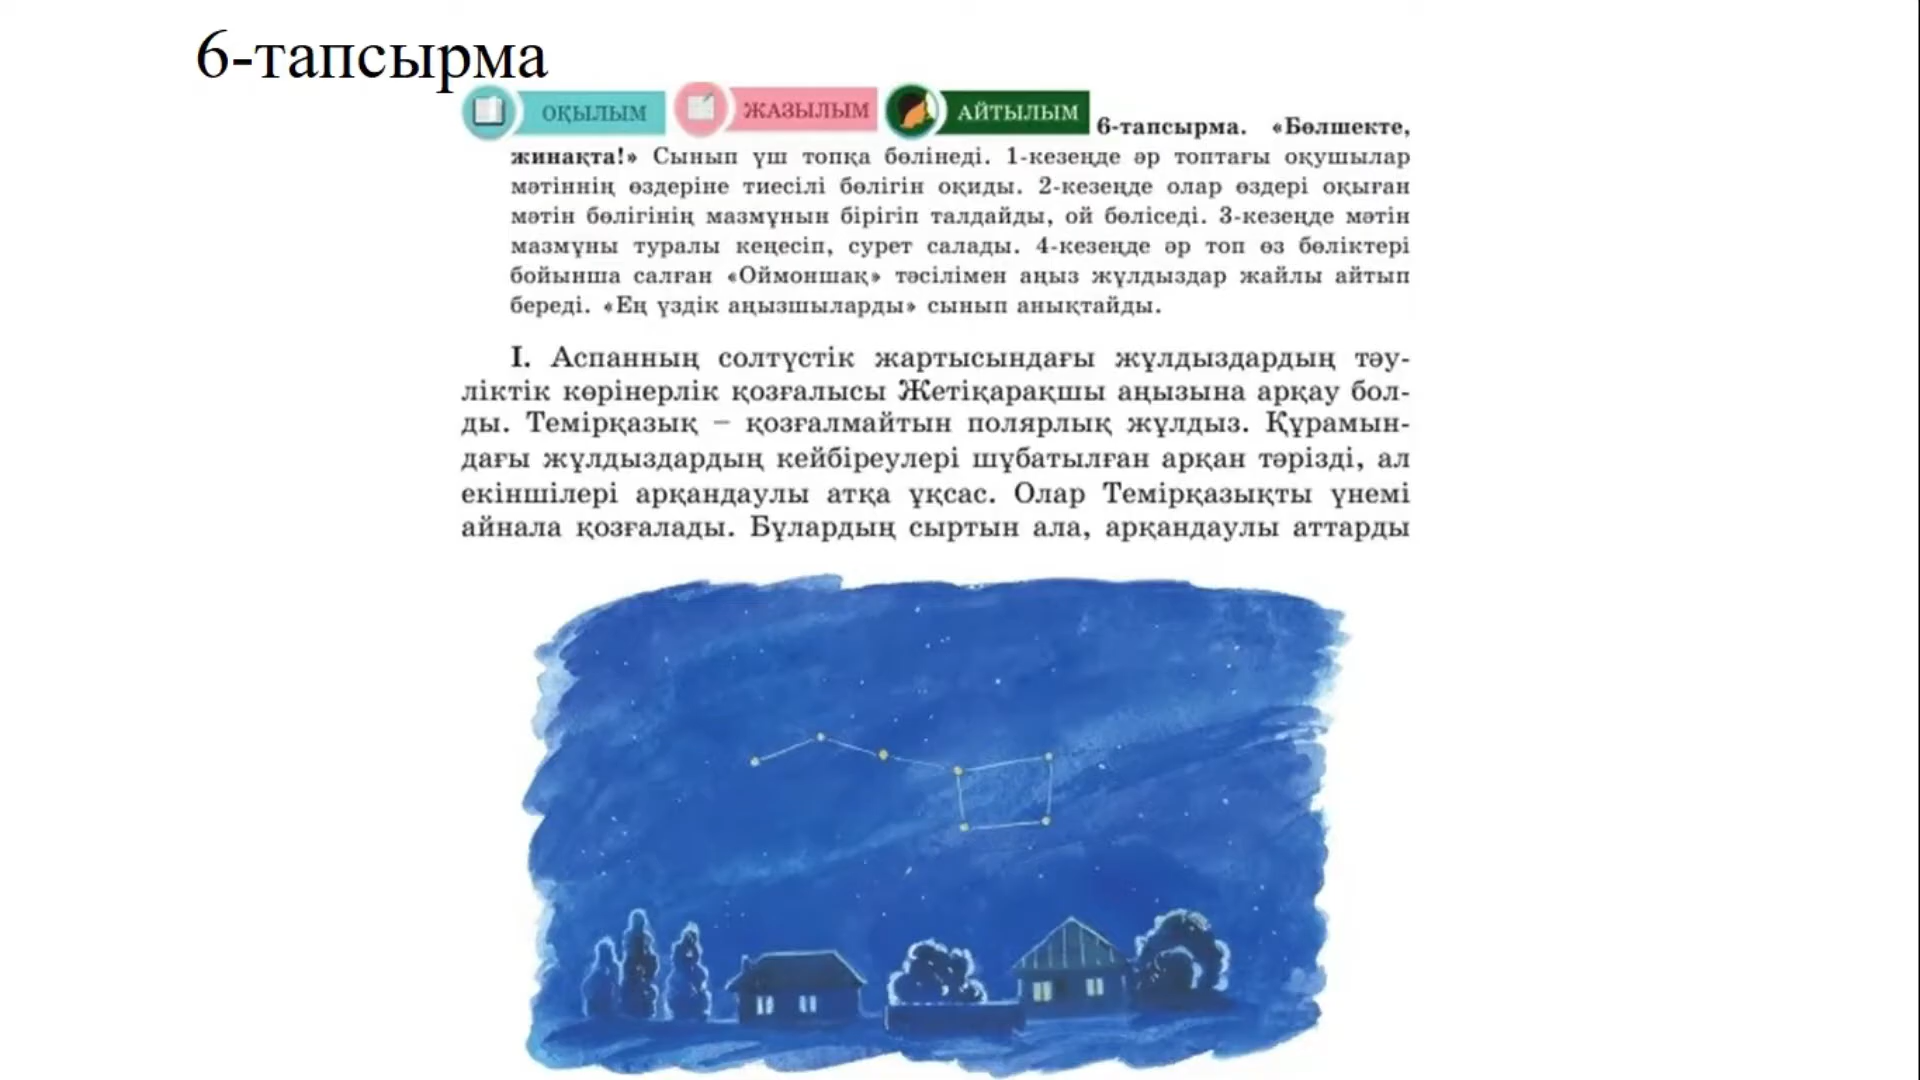 6-тапсырма
ОҚЫЛЫМ
ЖАЗЫЛЫМ
АЙТЫЛЫМ
6-тапсырма. «Бөлшекте,
жинақта!» Сынып үш топқа бөлінеді. 1-кезеңде әр топтағы оқушылар
мәтіннің өздеріне тиесілі бөлігін оқиды. 2-кезеңде олар өздері оқыған
мәтін бөлігінің мазмұнын бірігіп талдайды, ой бөліседі. 3-кезеңде мәтін
мазмұны туралы кеңесіп, сурет салады. 4-кезеңде әр топ өз бөліктері
бойынша салған «Оймоншақ» тәсілімен аңыз жұлдыздар жайлы айтып
береді. «Ең үздік аңызшыларды» сынып анықтайды.
I. Аспанның солтүстік жартысындағы жұлдыздардың тәу-
ліктік көрінерлік қозғалысы Жетіқарақшы аңызына арқау бол-
ды. Темірқазық – қозғалмайтын полярлық жұлдыз. Құрамын-
дағы жұлдыздардың кейбіреулері шұбатылған арқан тәрізді, ал
екіншілері арқандаулы атқа ұқсас. Олар Темірқазықты үнемі
айнала қозғалады. Бұлардың сыртын ала, арқандаулы аттарды